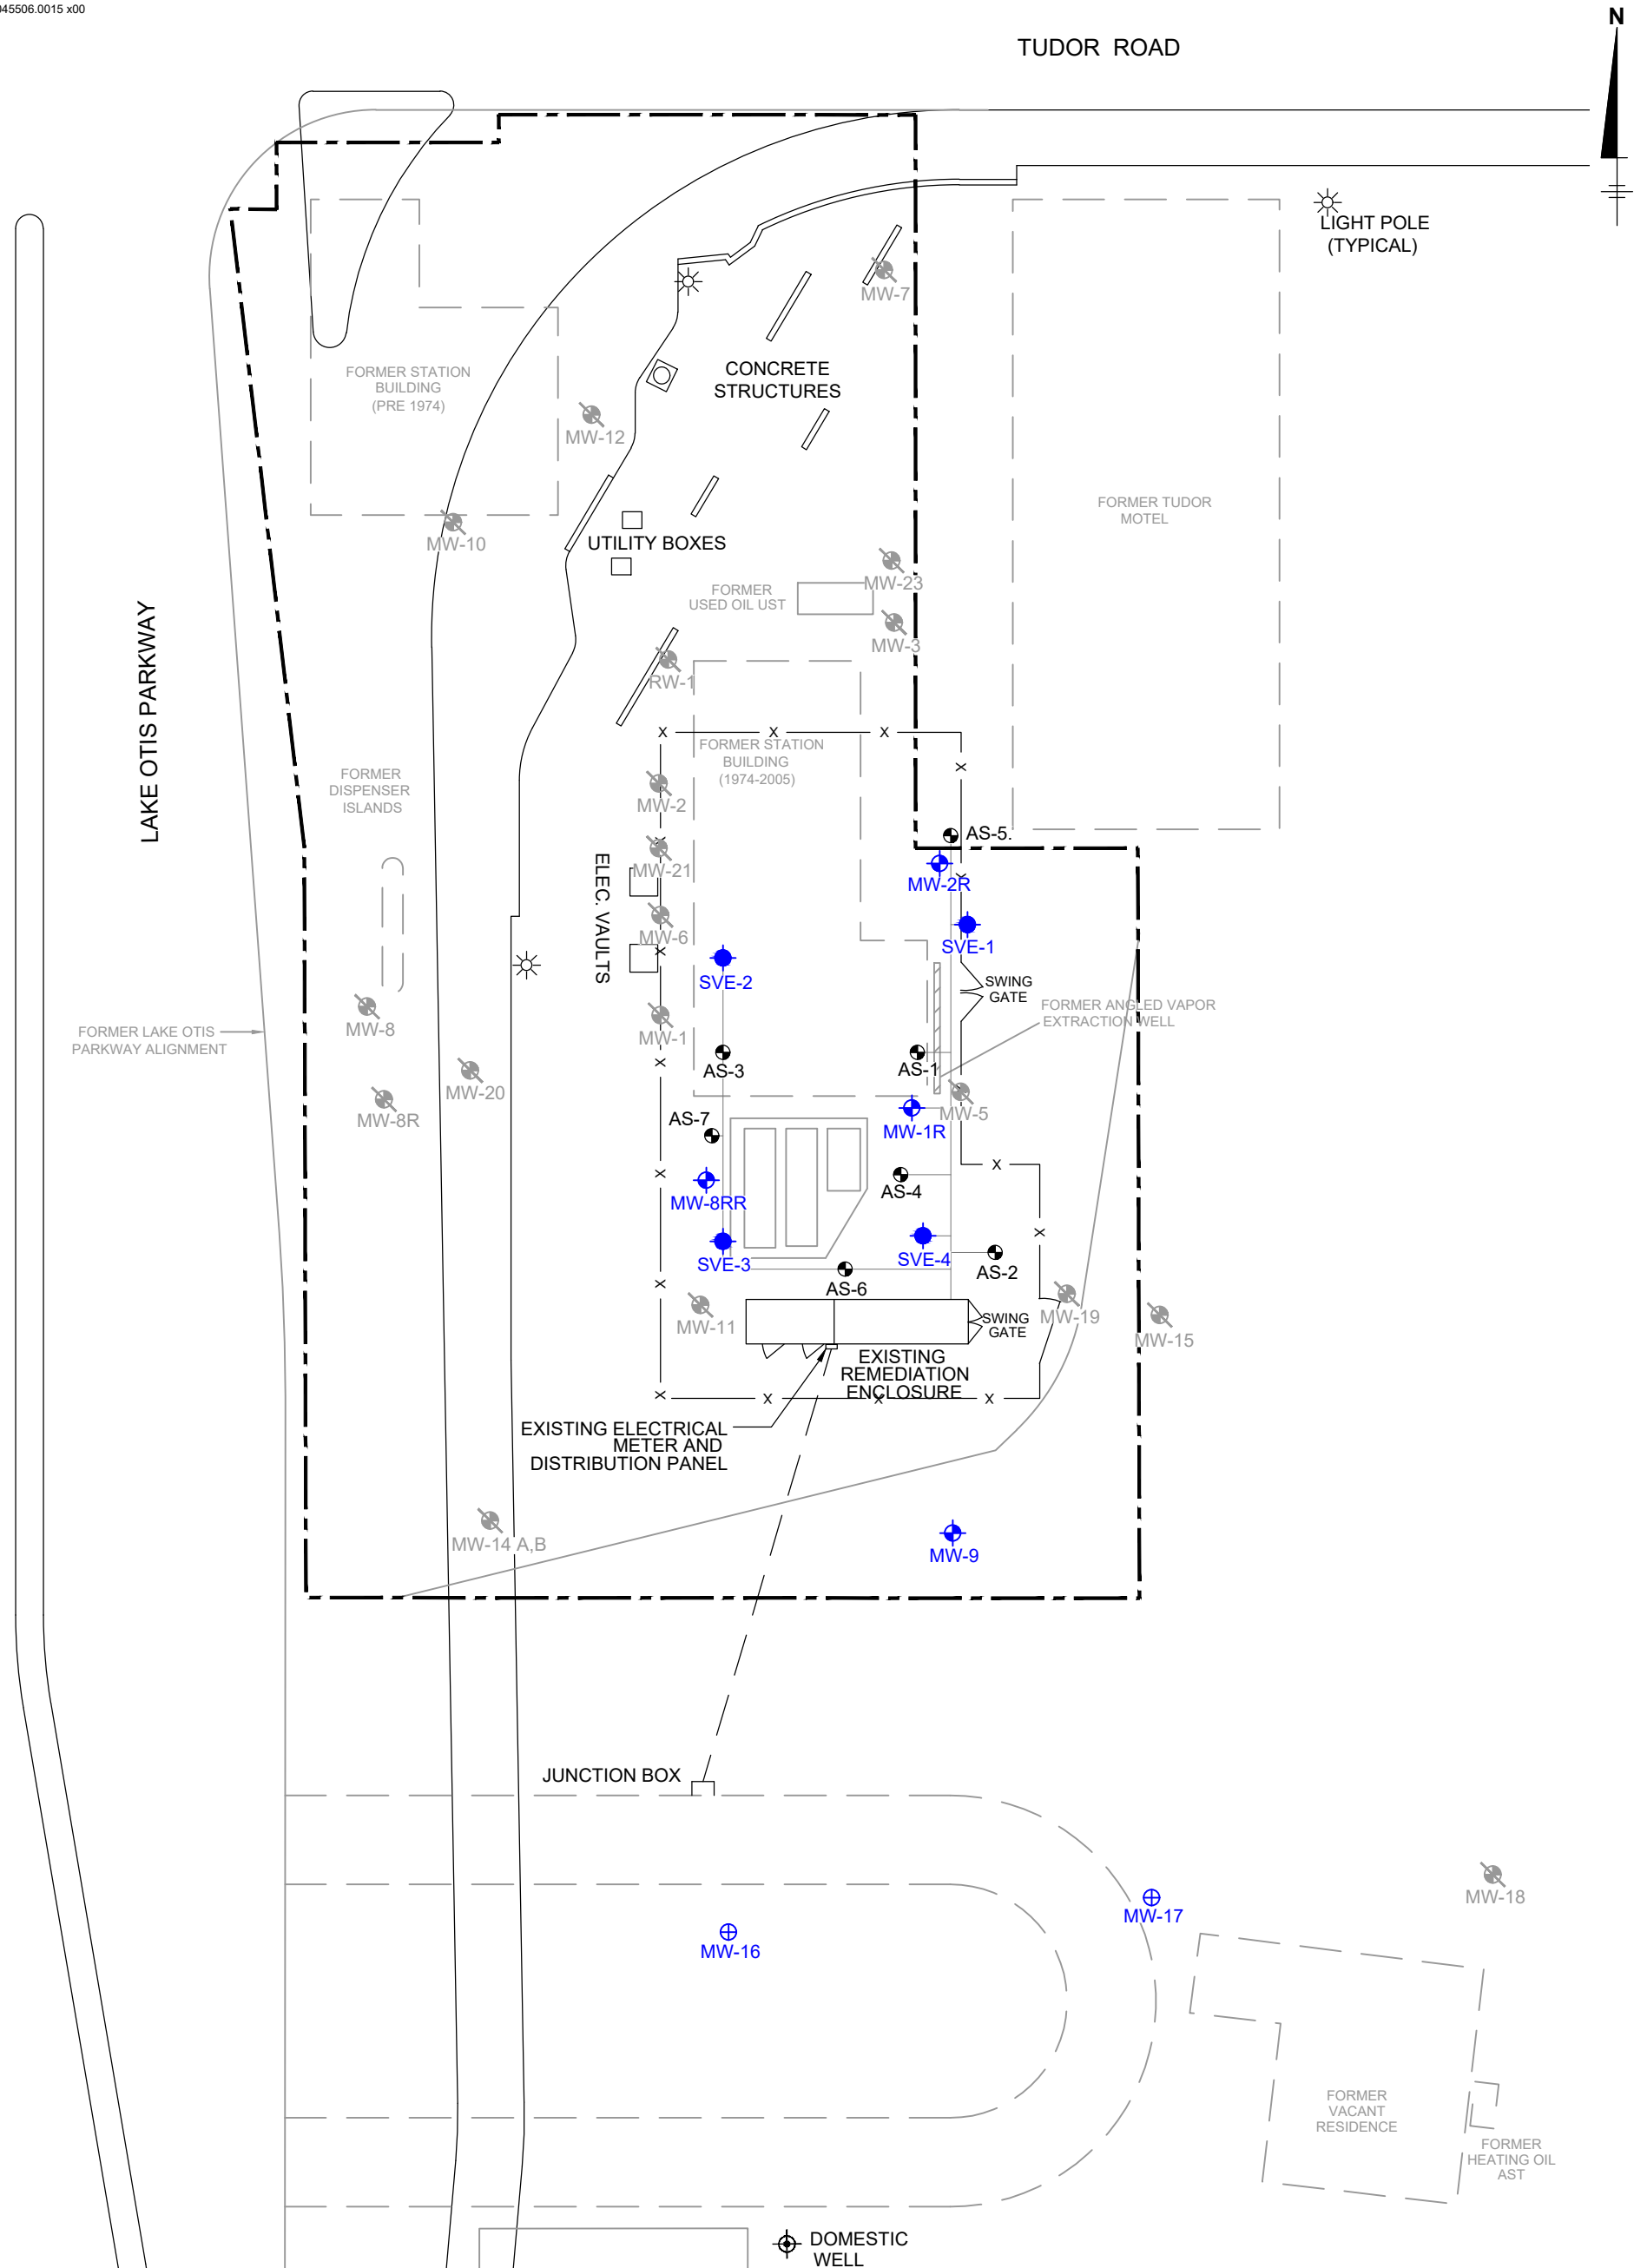 045506.0015 x00
N
TUDOR ROAD
LIGHT POLE
(TYPICAL)
MW-7
CONCRETE
STRUCTURES
FORMER STATION
BUILDING
(PRE 1974)
MW-12
FORMER TUDOR
MOTEL
MW-10
UTILITY BOXES
MW-23
FORMER
USED OIL UST
MW-3
LAKE OTIS PARKWAY
RW-1
X X X
FORMER STATION
BUILDING
(1974-2005)
X
FORMER
DISPENSER
ISLANDS
MW-2
AS-5.
X
MW-21
MW-2R
X
ELEC. VAULTS
MW-6
SVE-1
X
SVE-2
SWING
GATE
FORMER ANGLED VAPOR
EXTRACTION WELL
MW-8
MW-1
FORMER LAKE OTIS
PARKWAY ALIGNMENT
X
AS-3
AS-1
MW-20
MW-8R
MW-5
AS-7
MW-1R
X
X
AS-4
MW-8RR
X
SVE-3
SVE-4
AS-2
X
AS-6
MW-11
SWING
GATE
MW-19
MW-15
EXISTING
REMEDIATION
ENCLOSURE
X X X X
EXISTING ELECTRICAL
METER AND
DISTRIBUTION PANEL
MW-14 A,B
MW-9
JUNCTION BOX
MW-18
MW-17
MW-16
FORMER
VACANT
RESIDENCE
FORMER
HEATING OIL
AST
DOMESTIC
WELL